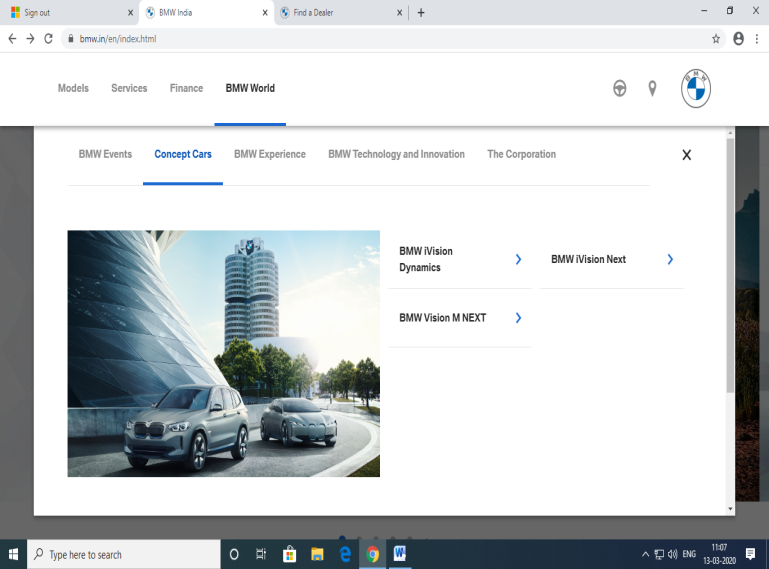 Sign out
BMW India
Find a Dealer
bmw.in/en/index.html
Models Services Finance BMW World
BMW
BMW Events Concept Cars BMW Experience BMW Technology and Innovation The Corporation
BMW iVision
Dynamics
BMW iVision Next
BMW Vision M NEXT
Type here to search
ENG
11:07
13-03-2020